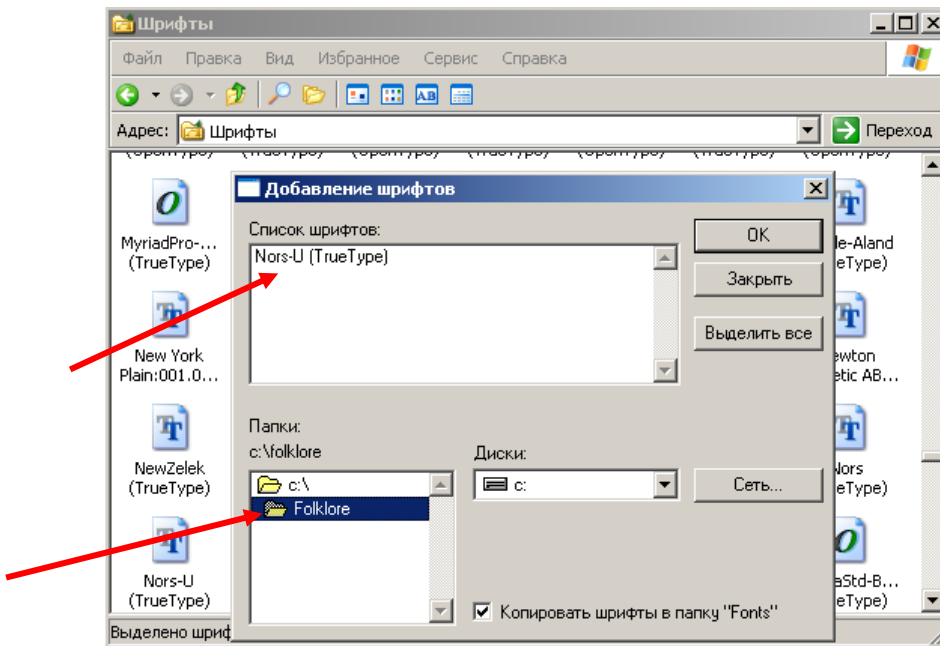 Шрифты
Файл Правка Вид Избранное Сервис Справка
Адрес: Шрифты Переход
MyriadPro-...
(TrueType)
New York
Plain:001.0...
NewZelek
(TrueType)
Nors-U
(TrueType)
Добавление шрифтов
Список шрифтов:
Nors-U (TrueType)
OK
Закрыть
Выделить все
Папки:
c:\folklore
c:\
Folklore
Диски:
c:
Сеть...
Копировать шрифты в папку "Fonts"
le-Aland
eType)
ewton
etic AB...
Nors
eType)
aStd-B...
eType)
Выделено шриф